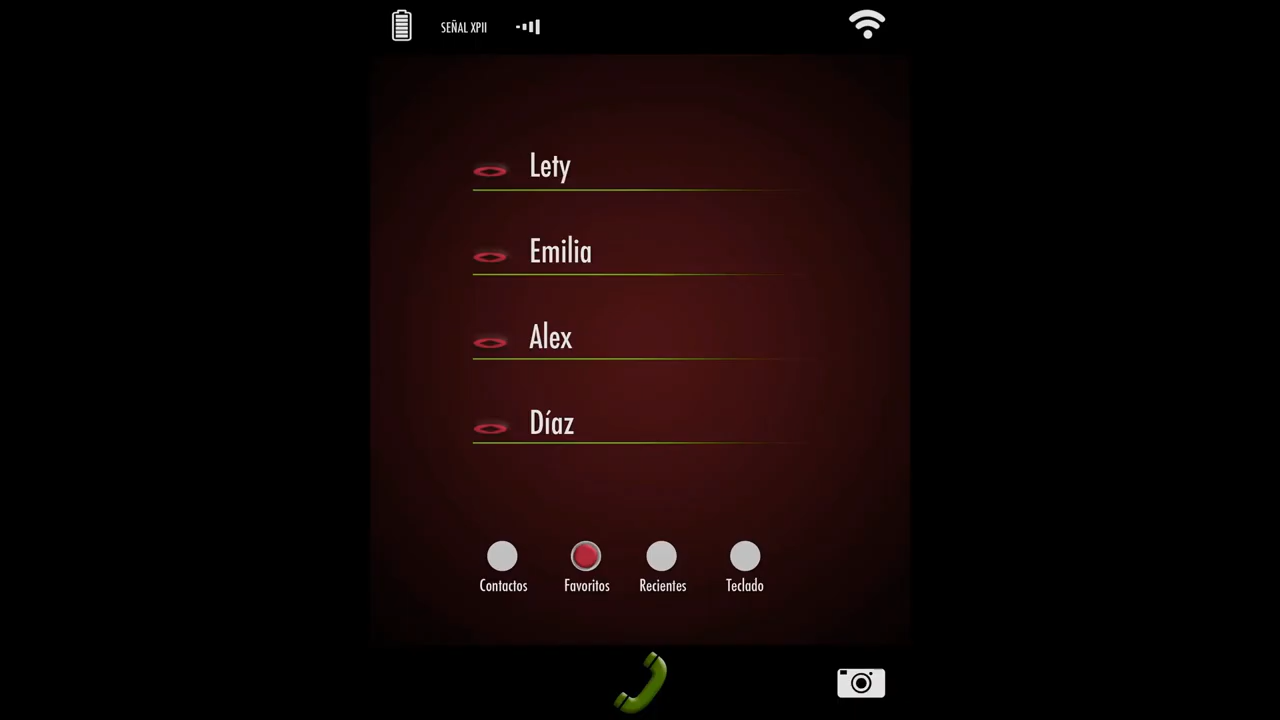 SEÑAL XPII
Lety
Emilia
Alex
Díaz
Contactos Favoritos Recientes Teclado